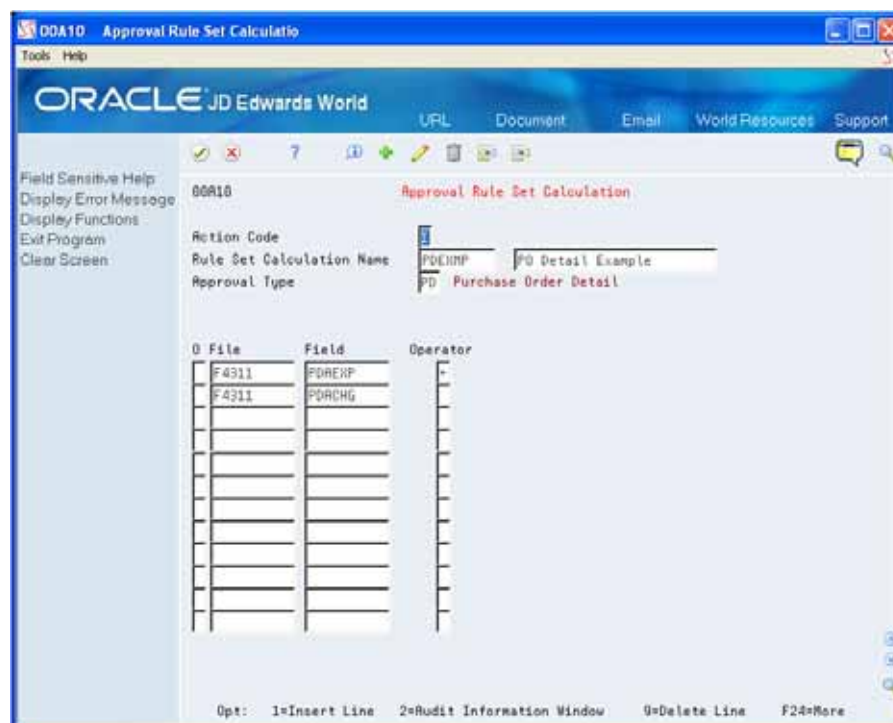 00A10 Approval Rule Set Calculatio
Tools Help
ORACLE JD Edwards World
URL Document Email World Resources Support
Field Sensitive Help
Display Error Message
Display Functions
Exit Program
Clear Screen
00A10 Approval Rule Set Calculation
Action Code
Rule Set Calculation Name PDEXMP PO Detail Example
Approval Type PD Purchase Order Detail
O File Field Operator
F4311 PDAEXP +
F4311 PDACHG
Opt: 1=Insert Line 2=Audit Information Window 9=Delete Line F24=More